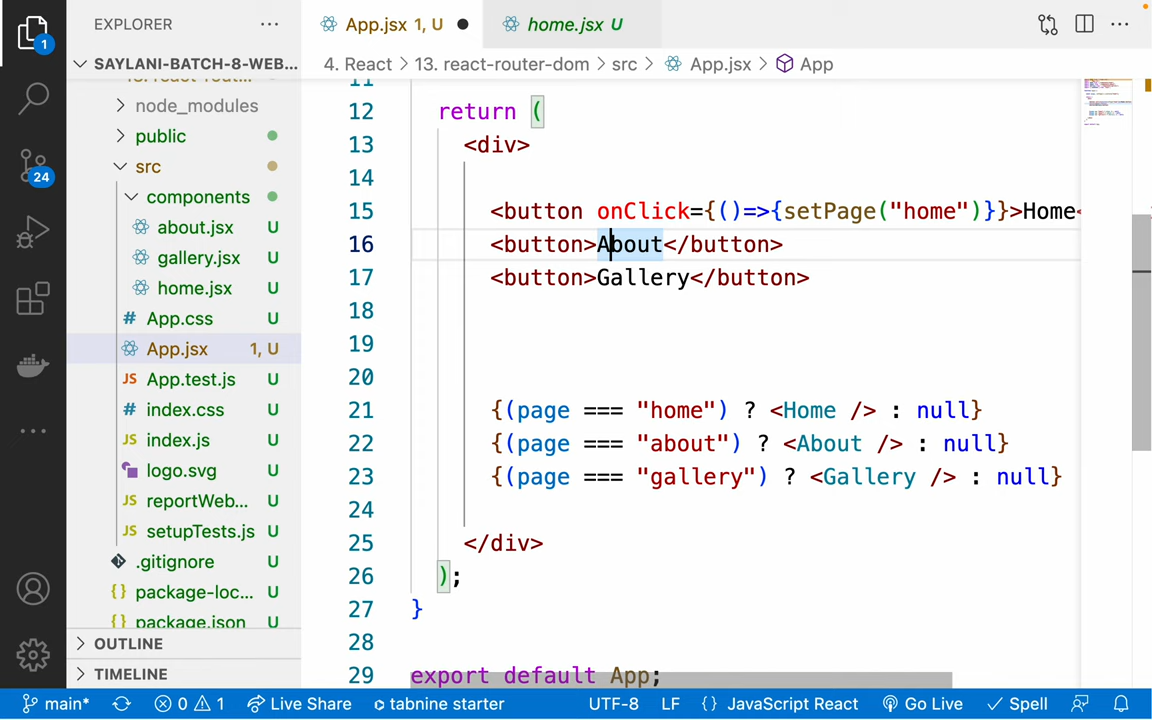 EXPLORER
App.jsx 1, U
home.jsx U
SAYLANI-BATCH-8-WEB...
4. React > 13. react-router-dom > src > App.jsx > App
node_modules
public
src
components
about.jsx U
gallery.jsx U
home.jsx U
App.css U
App.jsx 1, U
App.test.js U
index.css U
index.js U
logo.svg U
reportWeb... U
setupTests.js U
.gitignore U
package-loc... U
package.json U
OUTLINE
TIMELINE
1
24
11
12 return (
13 <div>
14
15 <button onClick={()=>{setPage("home")}}>Home<
16 <button>About</button>
17 <button>Gallery</button>
18
19
20
21 {(page === "home") ? <Home /> : null}
22 {(page === "about") ? <About /> : null}
23 {(page === "gallery") ? <Gallery /> : null}
24
25 </div>
26 );
27 }
28
29 export default App;
main* 0 1 Live Share tabnine starter UTF-8 LF {} JavaScript React Go Live Spell